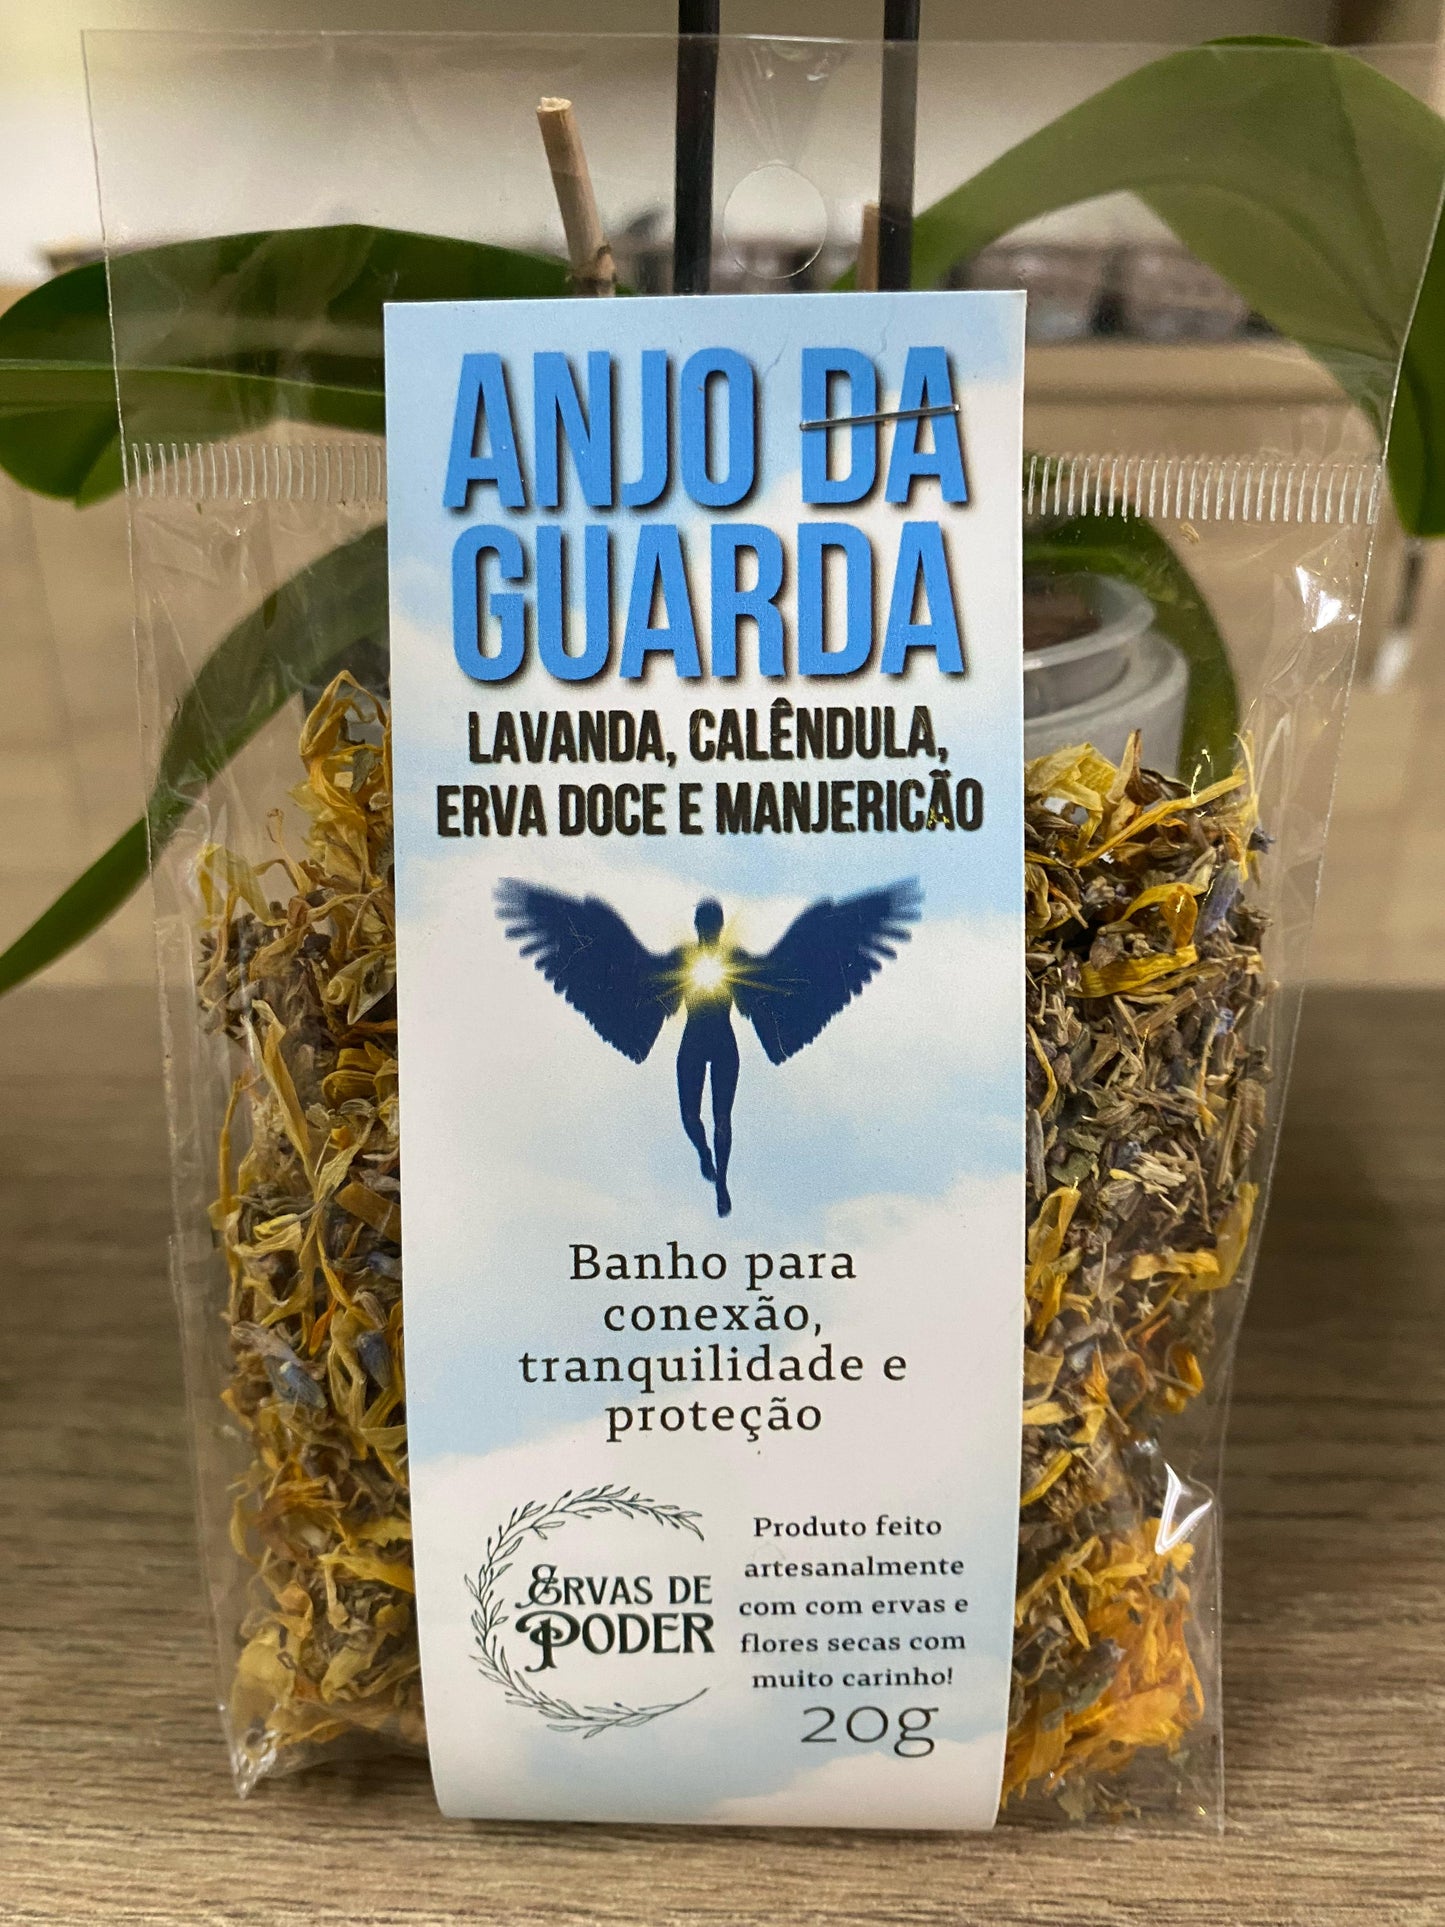 ANJO DA
GUARDA
LAVANDA, CALÊNDULA,
ERVA DOCE E MANJERICÃO
Banho para
conexão,
tranquilidade e
proteção
ERVAS DE
PODER
Produto feito
artesanalmente
com com ervas e
flores secas com
muito carinho!
20g